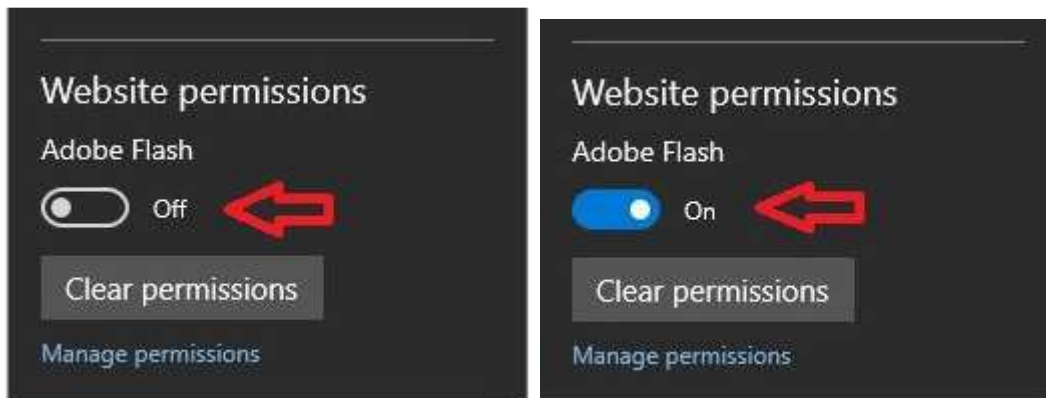 Website permissions
Adobe Flash
Off
Clear permissions
Manage permissions
Website permissions
Adobe Flash
On
Clear permissions
Manage permissions